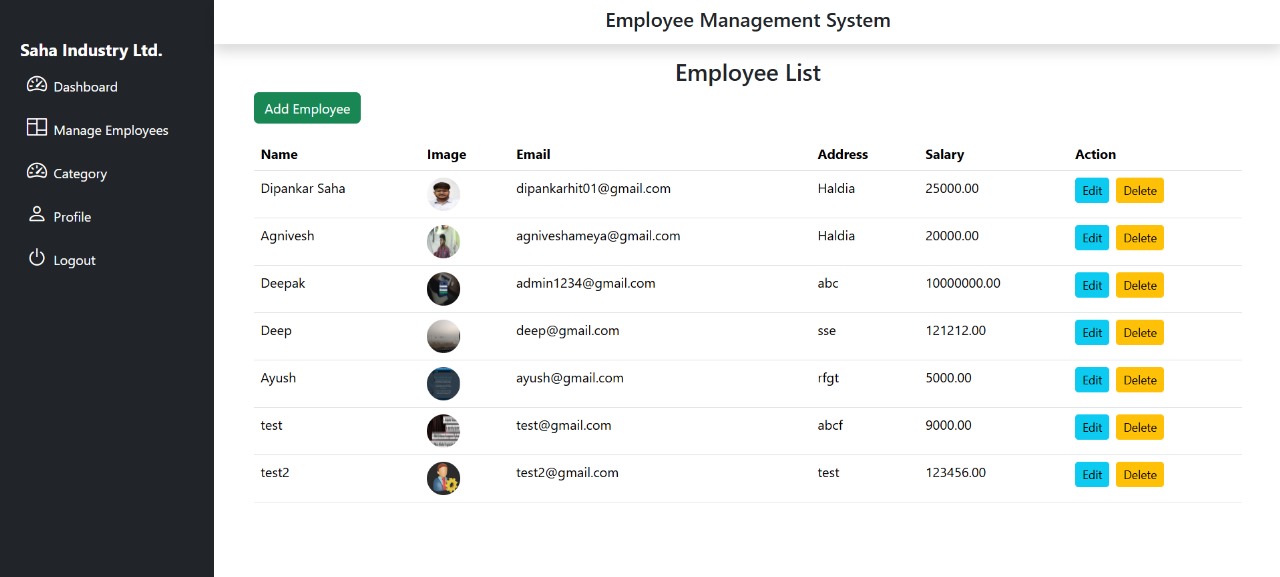 Employee Management System
Saha Industry Ltd.
Dashboard
Manage Employees
Category
Profile
Logout
Employee List
Add Employee
Name Image Email Address Salary Action
Dipankar Saha dipankarhit01@gmail.com Haldia 25000.00 Edit Delete
Agnivesh agniveshameya@gmail.com Haldia 20000.00 Edit Delete
Deepak admin1234@gmail.com abc 10000000.00 Edit Delete
Deep deep@gmail.com sse 121212.00 Edit Delete
Ayush ayush@gmail.com rfgt 5000.00 Edit Delete
test test@gmail.com abcf 9000.00 Edit Delete
test2 test2@gmail.com test 123456.00 Edit Delete